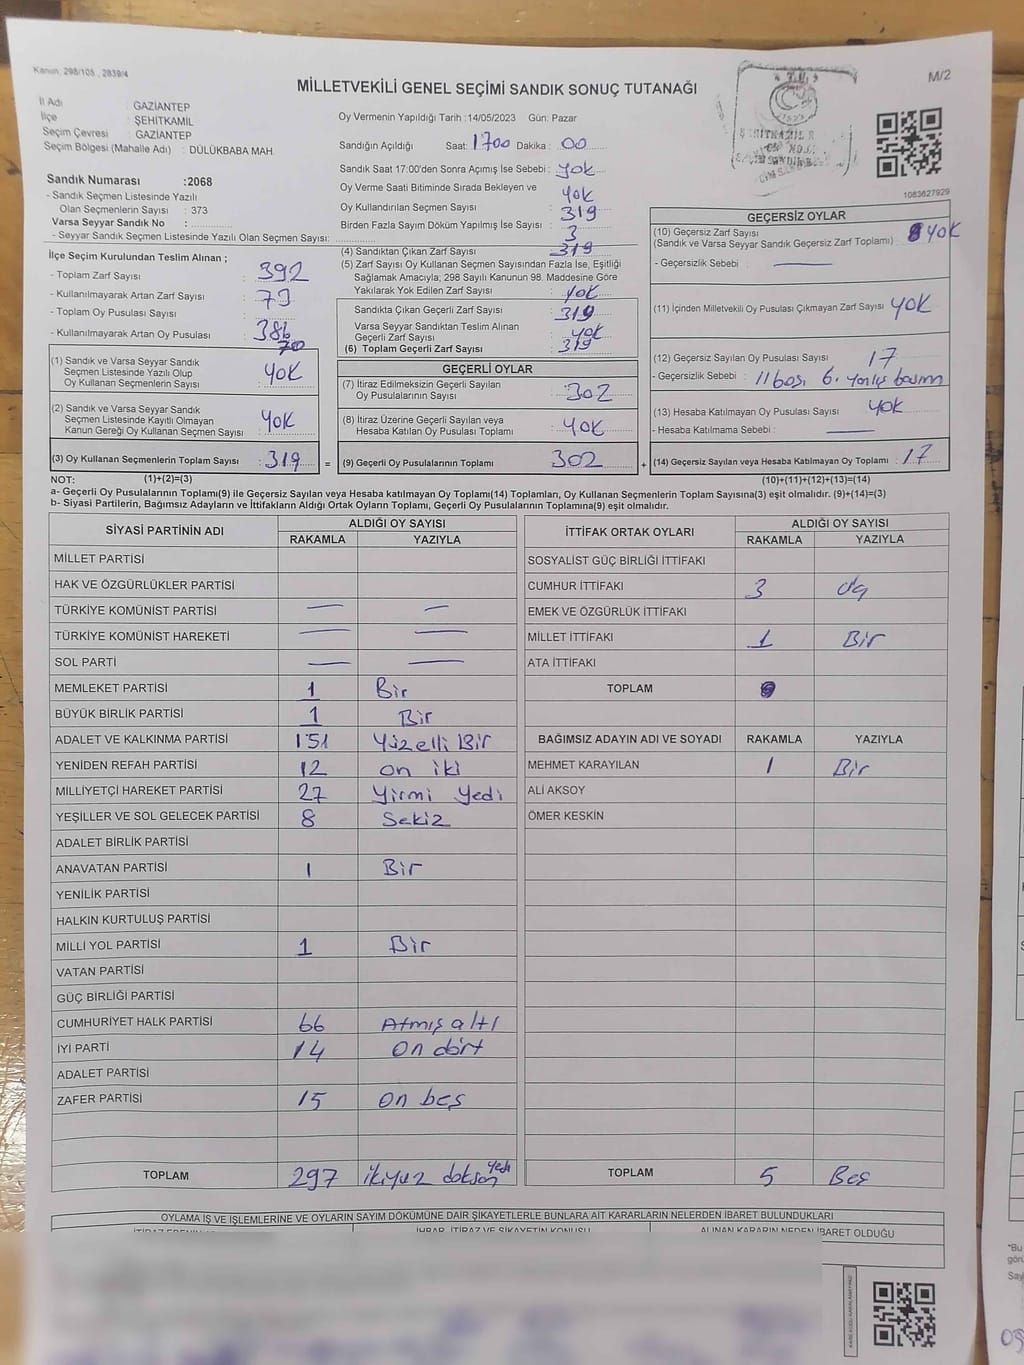 Kanun: 298/105 , 2839/4
MİLLETVEKİLİ GENEL SEÇİMİ SANDIK SONUÇ TUTANAĞI
M/2
İl Adı : GAZİANTEP
İlçe : ŞEHİTKAMİL
Seçim Çevresi : GAZİANTEP
Seçim Bölgesi (Mahalle Adı) : DÜLÜKBABA MAH.
Sandık Numarası :2068
- Sandık Seçmen Listesinde Yazılı
Olan Seçmenlerin Sayısı : 373
Varsa Seyyar Sandık No :
- Seyyar Sandık Seçmen Listesinde Yazılı Olan Seçmen Sayısı:
Oy Vermenin Yapıldığı Tarih :14/05/2023 Gün: Pazar
Sandığın Açıldığı Saat: 1700 Dakika : 00
Sandık Saat 17:00'den Sonra Açımış İse Sebebi : yok
Oy Verme Saati Bitiminde Sırada Bekleyen ve : yok
Oy Kullandırılan Seçmen Sayısı : 319
Birden Fazla Sayım Döküm Yapılmış İse Sayısı : 3
1083627929
İlçe Seçim Kurulundan Teslim Alınan ;
- Toplam Zarf Sayısı : 392
- Kullanılmayarak Artan Zarf Sayısı : 73
- Toplam Oy Pusulası Sayısı :
- Kullanılmayarak Artan Oy Pusulası : 386
70
(1) Sandık ve Varsa Seyyar Sandık
Seçmen Listesinde Yazılı Olup
Oy Kullanan Seçmenlerin Sayısı : YOK
(2) Sandık ve Varsa Seyyar Sandık
Seçmen Listesinde Kayıtlı Olmayan
Kanun Gereği Oy Kullanan Seçmen Sayısı : YOK
(3) Oy Kullanan Seçmenlerin Toplam Sayısı : 319 =
(4) Sandıktan Çıkan Zarf Sayısı : 319
(5) Zarf Sayısı Oy Kullanan Seçmen Sayısından Fazla İse, Eşitliği
Sağlamak Amacıyla; 298 Sayılı Kanunun 98. Maddesine Göre
Yakılarak Yok Edilen Zarf Sayısı : YOK
Sandıkta Çıkan Geçerli Zarf Sayısı : 319
Varsa Seyyar Sandıktan Teslim Alınan
Geçerli Zarf Sayısı : YOK
(6) Toplam Geçerli Zarf Sayısı : 319
GEÇERLİ OYLAR
(7) İtiraz Edilmeksizin Geçerli Sayılan
Oy Pusulalarının Sayısı : 302
(8) İtiraz Üzerine Geçerli Sayılan veya
Hesaba Katılan Oy Pusulası Toplamı : YOK
(9) Geçerli Oy Pusulalarının Toplamı 302 +
GEÇERSİZ OYLAR
(10) Geçersiz Zarf Sayısı
(Sandık ve Varsa Seyyar Sandık Geçersiz Zarf Toplamı) : YOK
- Geçersizlik Sebebi :
(11) İçinden Milletvekili Oy Pusulası Çıkmayan Zarf Sayısı : YOK
(12) Geçersiz Sayılan Oy Pusulası Sayısı : 17
- Geçersizlik Sebebi : 11 boş, 6. yanlış basım
(13) Hesaba Katılmayan Oy Pusulası Sayısı : YOK
- Hesaba Katılmama Sebebi :
(14) Geçersiz Sayılan veya Hesaba Katılmayan Oy Toplamı : 17
NOT: (1)+(2)=(3) (10)+(11)+(12)+(13)=(14)
a- Geçerli Oy Pusulalarının Toplamı(9) ile Geçersiz Sayılan veya Hesaba katılmayan Oy Toplamı(14) Toplamları, Oy Kullanan Seçmenlerin Toplam Sayısına(3) eşit olmalıdır. (9)+(14)=(3)
b- Siyasi Partilerin, Bağımsız Adayların ve İttifakların Aldığı Ortak Oyların Toplamı, Geçerli Oy Pusulalarının Toplamına(9) eşit olmalıdır.
SİYASİ PARTİNİN ADI ALDIĞI OY SAYISI
RAKAMLA YAZIYLA
MİLLET PARTİSİ
HAK VE ÖZGÜRLÜKLER PARTİSİ
TÜRKİYE KOMÜNİST PARTİSİ — —
TÜRKİYE KOMÜNİST HAREKETİ — —
SOL PARTİ — —
MEMLEKET PARTİSİ 1 Bir
BÜYÜK BİRLİK PARTİSİ 1 Bir
ADALET VE KALKINMA PARTİSİ 151 Yüzelli Bir
YENİDEN REFAH PARTİSİ 12 on iki
MİLLİYETÇİ HAREKET PARTİSİ 27 Yirmi Yedi
YEŞİLLER VE SOL GELECEK PARTİSİ 8 Sekiz
ADALET BİRLİK PARTİSİ
ANAVATAN PARTİSİ 1 Bir
YENİLİK PARTİSİ
HALKIN KURTULUŞ PARTİSİ
MİLLİ YOL PARTİSİ 1 Bir
VATAN PARTİSİ
GÜÇ BİRLİĞİ PARTİSİ
CUMHURİYET HALK PARTİSİ 66 Atmış altı
İYİ PARTİ 14 On dört
ADALET PARTİSİ
ZAFER PARTİSİ 15 On beş
TOPLAM 297 ikiyüz doksan yedi
İTTİFAK ORTAK OYLARI ALDIĞI OY SAYISI
RAKAMLA YAZIYLA
SOSYALİST GÜÇ BİRLİĞİ İTTİFAKI
CUMHUR İTTİFAKI 3 üç
EMEK VE ÖZGÜRLÜK İTTİFAKI
MİLLET İTTİFAKI 1 Bir
ATA İTTİFAKI
TOPLAM
BAĞIMSIZ ADAYIN ADI VE SOYADI RAKAMLA YAZIYLA
MEHMET KARAYILAN 1 Bir
ALİ AKSOY
ÖMER KESKİN
TOPLAM 5 Beş
OYLAMA İŞ VE İŞLEMLERİNE VE OYLARIN SAYIM DÖKÜMÜNE DAİR ŞİKAYETLERLE BUNLARA AİT KARARLARIN NELERDEN İBARET BULUNDUKLARI
İTİRAZ EDENİN İHBAR, İTİRAZ VE ŞİKAYETİN KONUSU ALINAN KARARIN NEDEN İBARET OLDUĞU